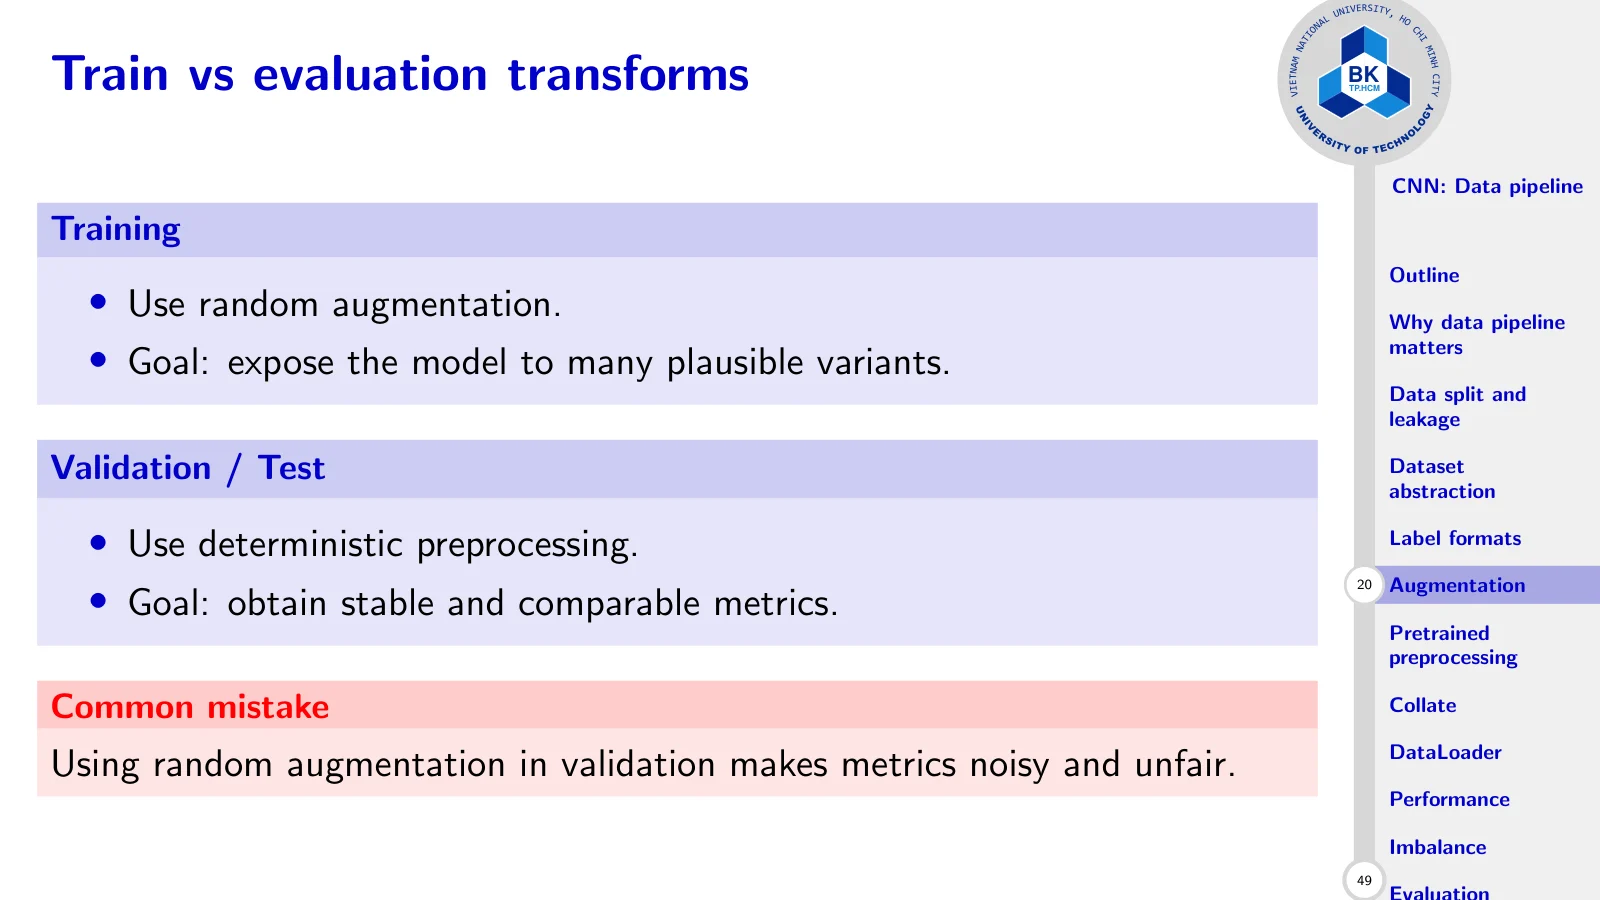 Train vs evaluation transforms
Training
• Use random augmentation.
• Goal: expose the model to many plausible variants.
Validation / Test
• Use deterministic preprocessing.
• Goal: obtain stable and comparable metrics.
Common mistake
Using random augmentation in validation makes metrics noisy and unfair.
VIETNAM NATIONAL UNIVERSITY, HO CHI MINH CITY
BK
TP.HCM
UNIVERSITY OF TECHNOLOGY
CNN: Data pipeline
Outline
Why data pipeline
matters
Data split and
leakage
Dataset
abstraction
Label formats
20
Augmentation
Pretrained
preprocessing
Collate
DataLoader
Performance
Imbalance
49
Evaluation